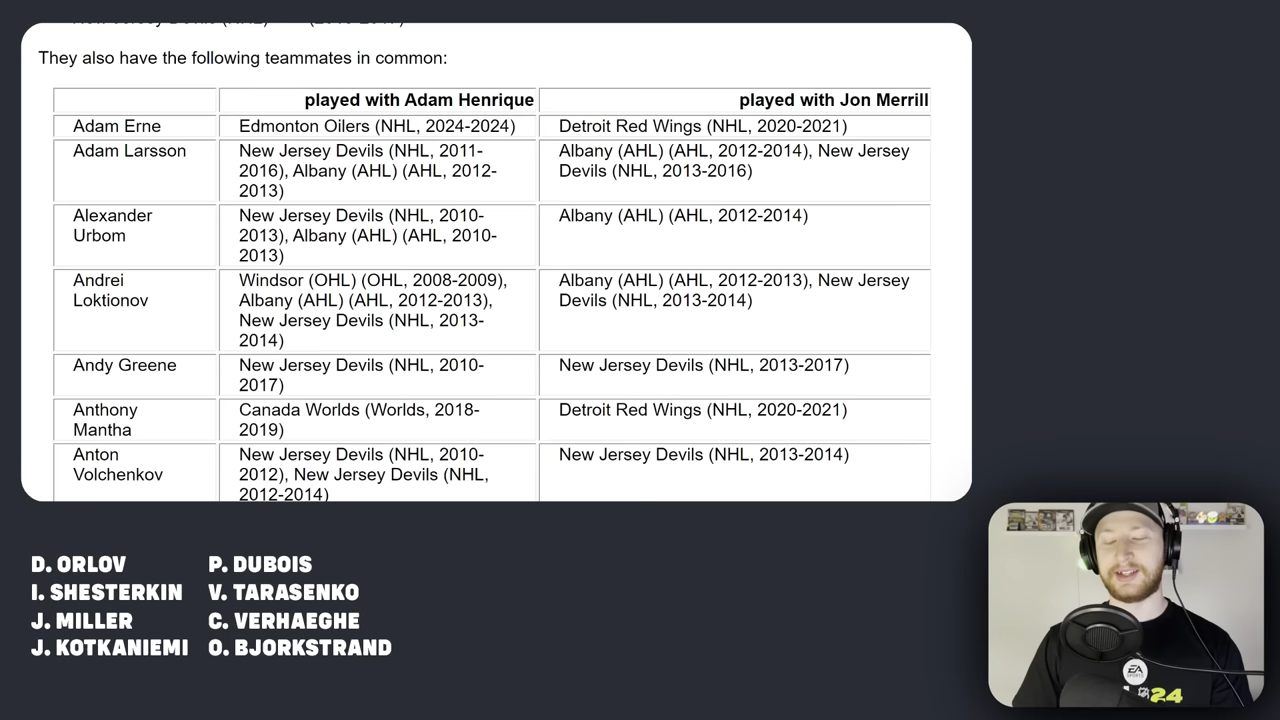 They also have the following teammates in common:
played with Adam Henrique played with Jon Merrill
Adam Erne Edmonton Oilers (NHL, 2024-2024) Detroit Red Wings (NHL, 2020-2021)
Adam Larsson New Jersey Devils (NHL, 2011- Albany (AHL) (AHL, 2012-2014), New Jersey
2016), Albany (AHL) (AHL, 2012- Devils (NHL, 2013-2016)
2013)
Alexander New Jersey Devils (NHL, 2010- Albany (AHL) (AHL, 2012-2014)
Urbom 2013), Albany (AHL) (AHL, 2010-
2013)
Andrei Windsor (OHL) (OHL, 2008-2009), Albany (AHL) (AHL, 2012-2013), New Jersey
Loktionov Albany (AHL) (AHL, 2012-2013), Devils (NHL, 2013-2014)
New Jersey Devils (NHL, 2013-
2014)
Andy Greene New Jersey Devils (NHL, 2010- New Jersey Devils (NHL, 2013-2017)
2017)
Anthony Canada Worlds (Worlds, 2018- Detroit Red Wings (NHL, 2020-2021)
Mantha 2019)
Anton New Jersey Devils (NHL, 2010- New Jersey Devils (NHL, 2013-2014)
Volchenkov 2012), New Jersey Devils (NHL,
2012-2014)
D. ORLOV P. DUBOIS
I. SHESTERKIN V. TARASENKO
J. MILLER C. VERHAEGHE
J. KOTKANIEMI O. BJORKSTRAND
EA
SPORTS
24